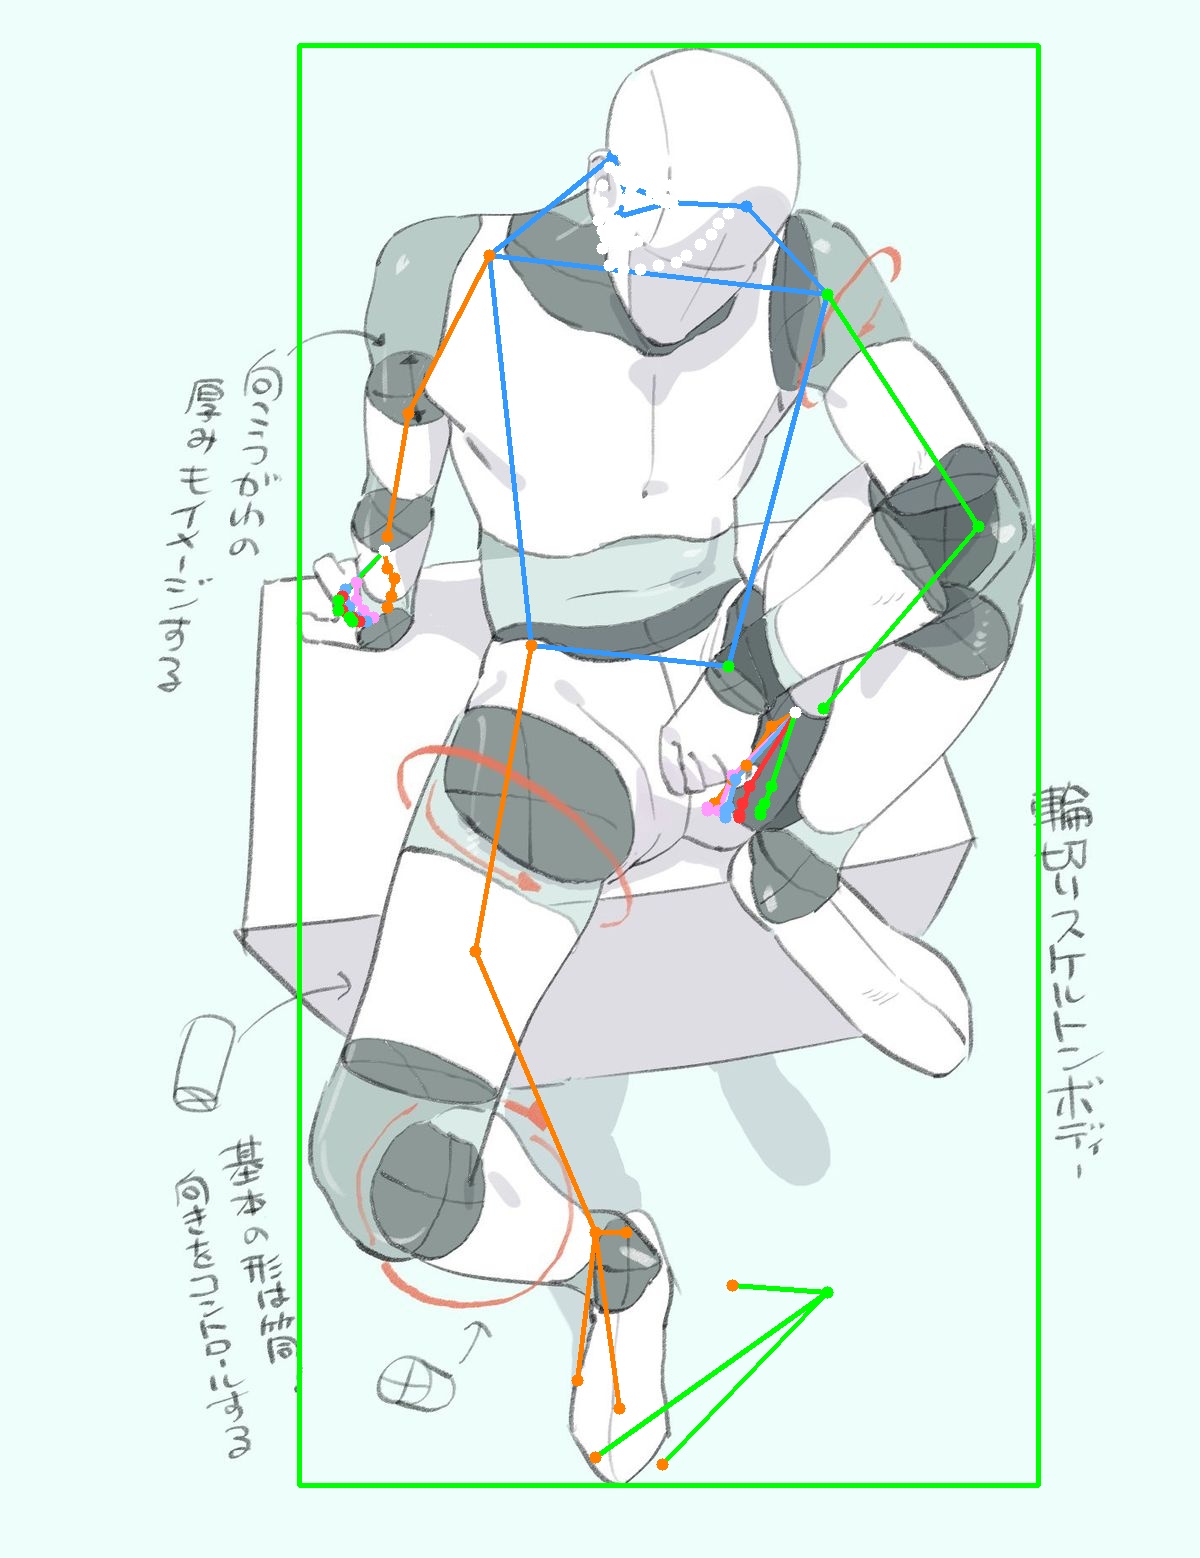 向こうがらの
厚みもイメージする
輪切りスケルトンボディー
基本の形は筒
向きをコントロールする